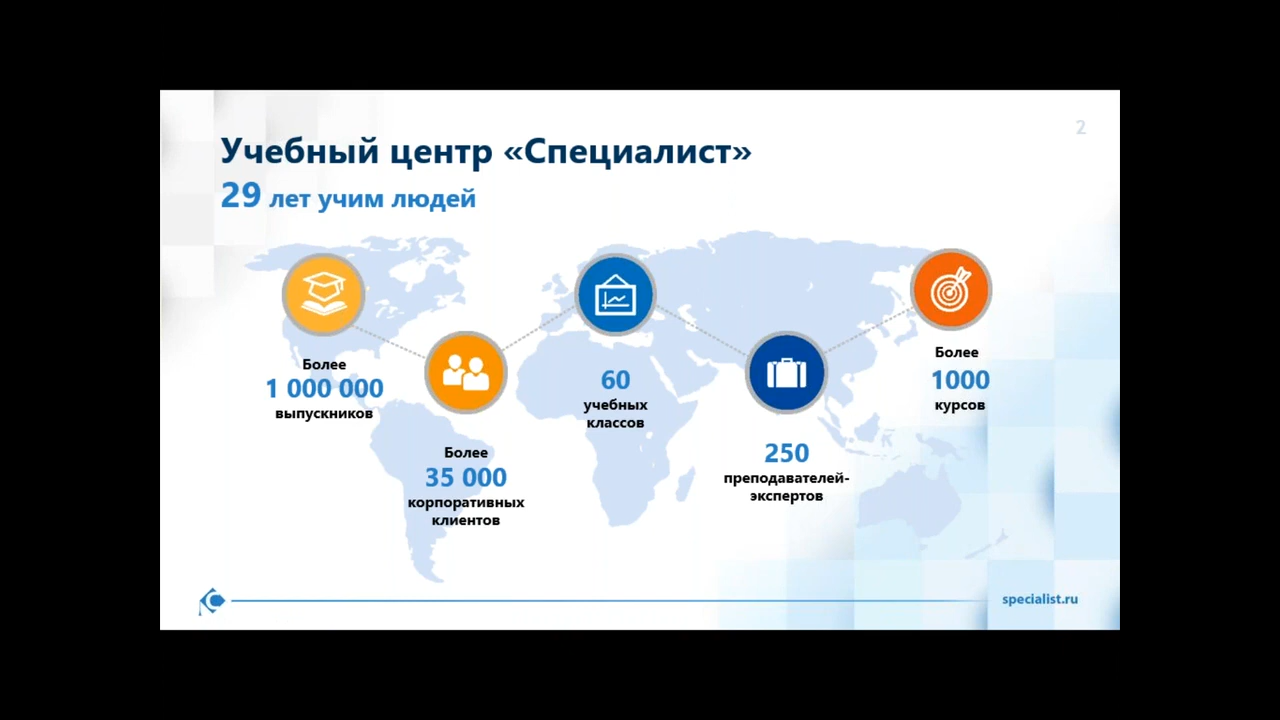 2
Учебный центр «Специалист»
29 лет учим людей
Более
1 000 000
выпускников
Более
35 000
корпоративных
клиентов
60
учебных
классов
250
преподавателей-
экспертов
Более
1000
курсов
specialist.ru